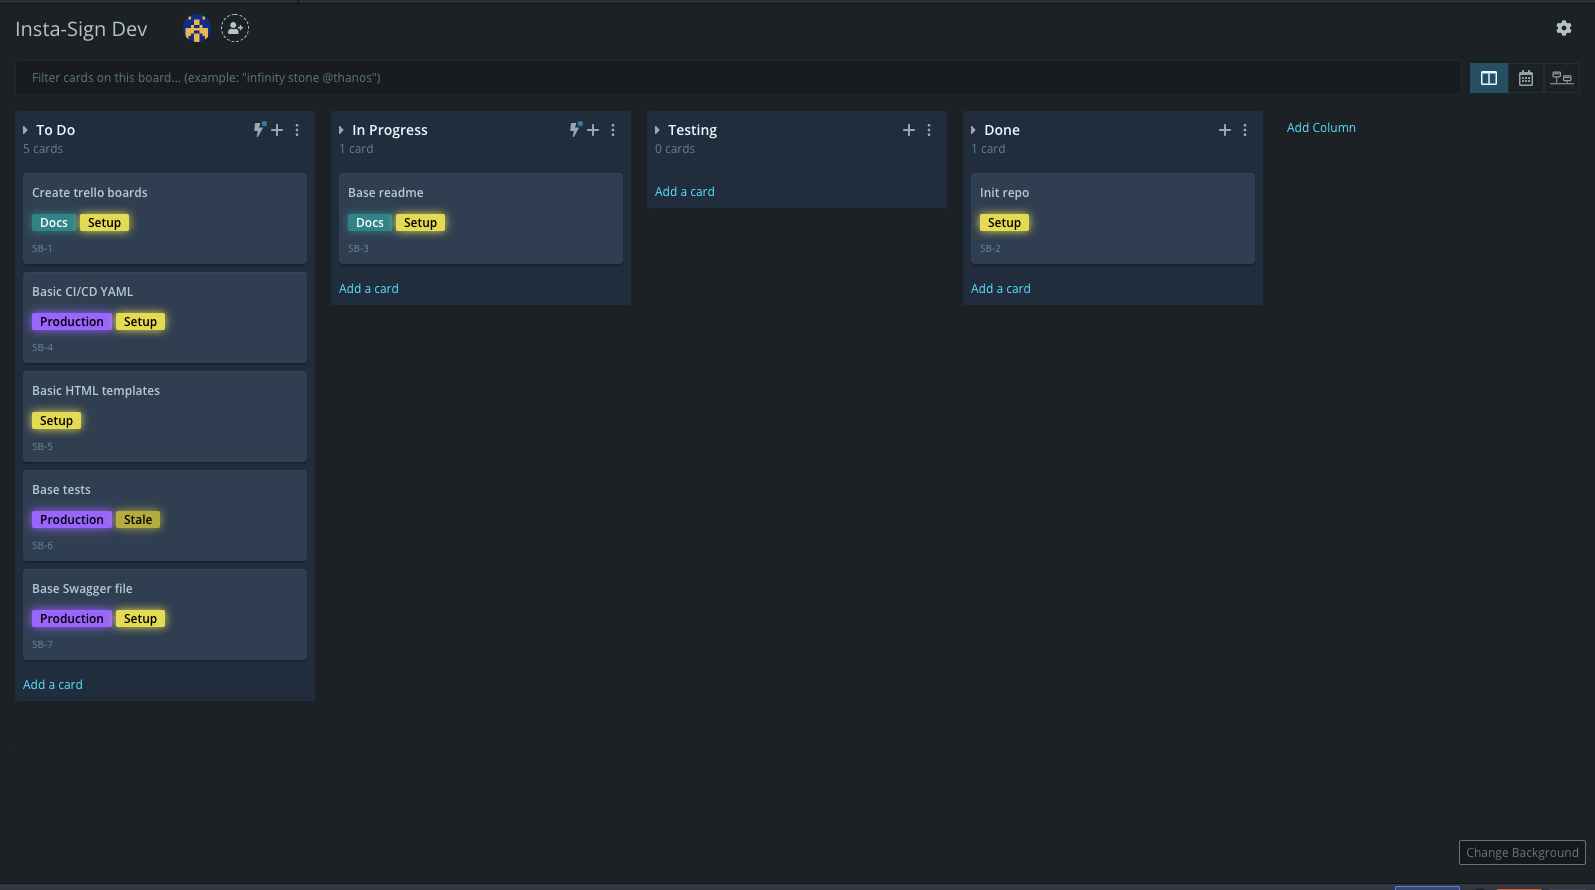 Insta-Sign Dev
Filter cards on this board... (example: "infinity stone @thanos")
To Do
5 cards
Create trello boards
Docs Setup
SB-1
Basic CI/CD YAML
Production Setup
SB-4
Basic HTML templates
Setup
SB-5
Base tests
Production Stale
SB-6
Base Swagger file
Production Setup
SB-7
Add a card
In Progress
1 card
Base readme
Docs Setup
SB-3
Add a card
Testing
0 cards
Add a card
Done
1 card
Init repo
Setup
SB-2
Add a card
Add Column
Change Background